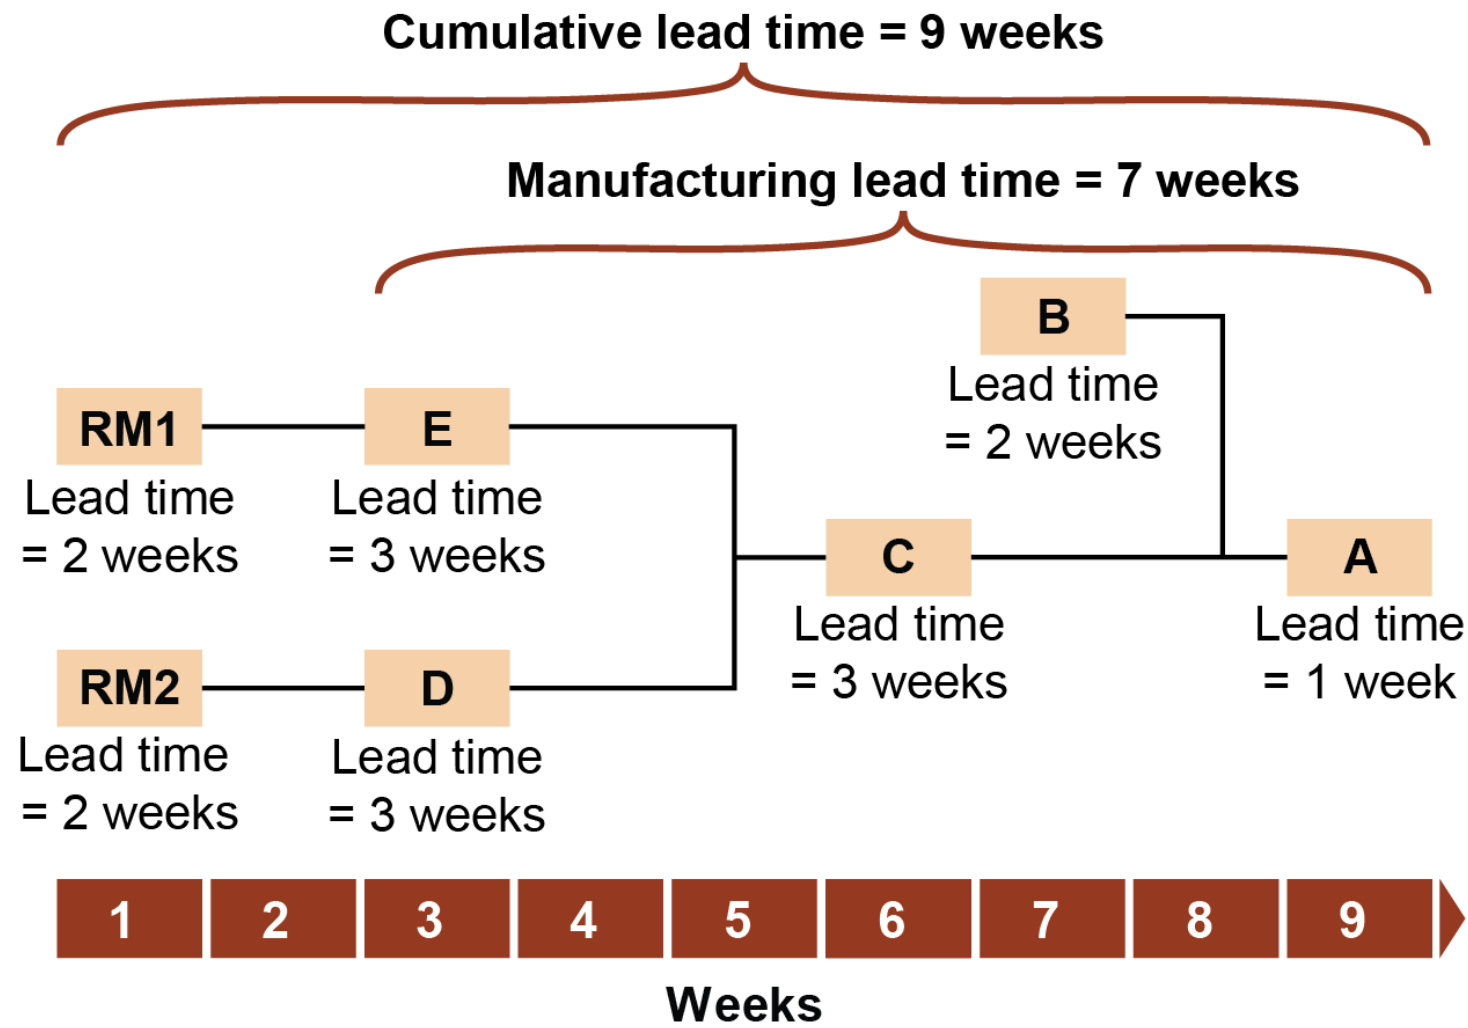 Cumulative lead time = 9 weeks
Manufacturing lead time = 7 weeks
B
Lead time
= 2 weeks
RM1
Lead time
= 2 weeks
E
Lead time
= 3 weeks
C
Lead time
= 3 weeks
A
Lead time
= 1 week
RM2
Lead time
= 2 weeks
D
Lead time
= 3 weeks
1 2 3 4 5 6 7 8 9
Weeks